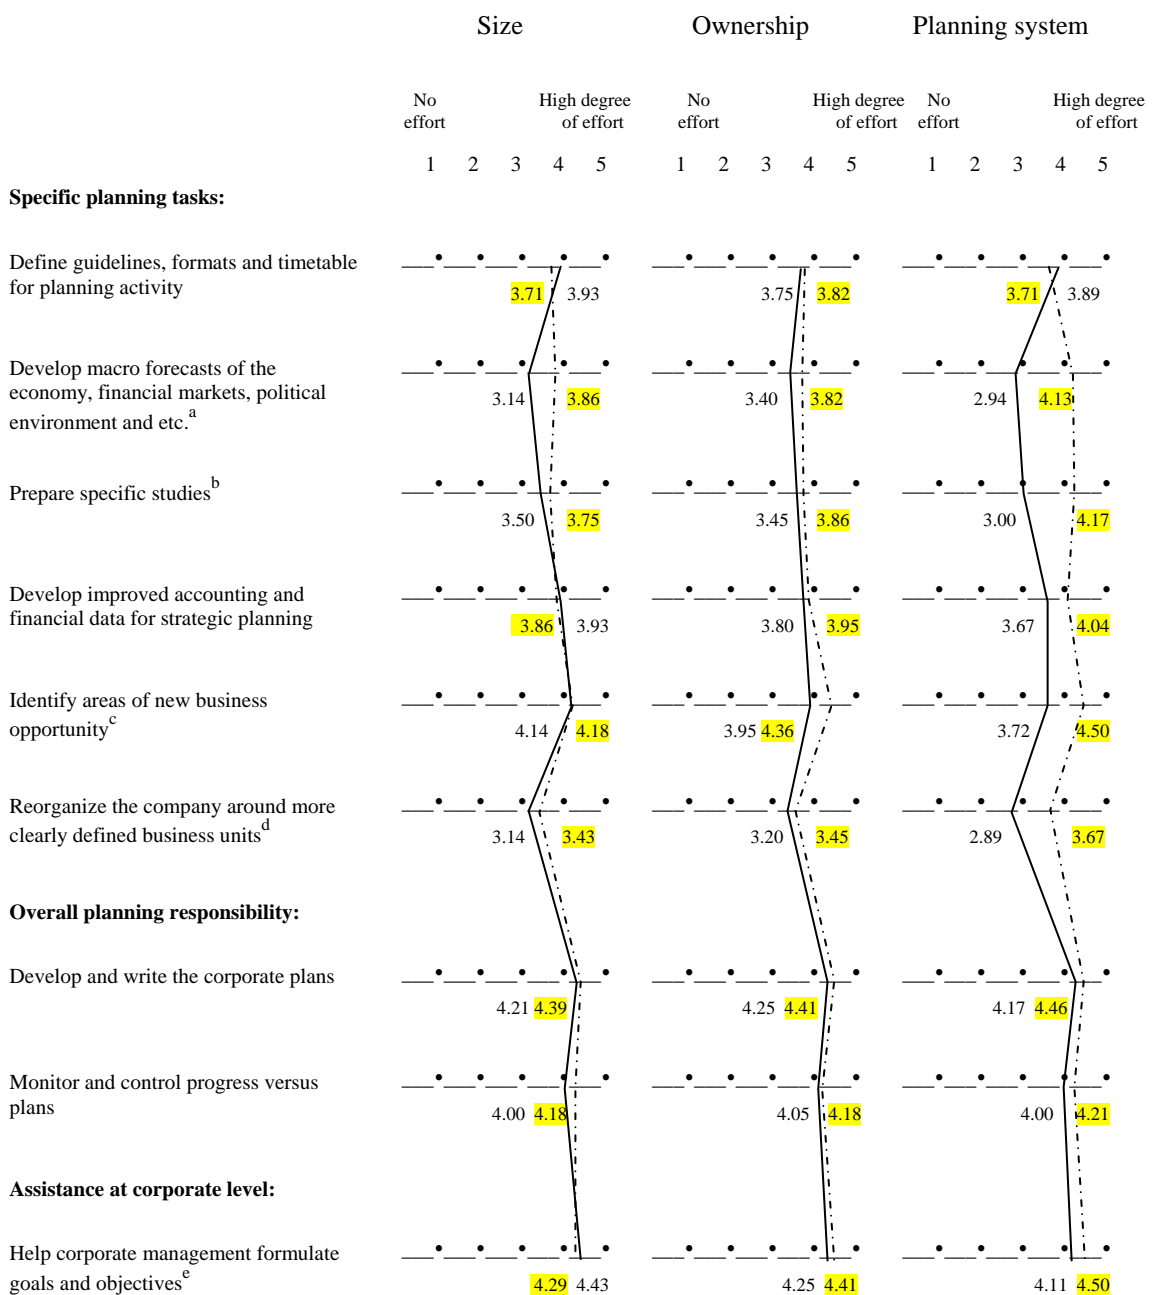 Size Ownership Planning system
No effort High degree of effort No effort High degree of effort No effort High degree of effort
1 2 3 4 5 1 2 3 4 5 1 2 3 4 5
Specific planning tasks:
Define guidelines, formats and timetable
for planning activity
3.71 3.93 3.75 3.82 3.71 3.89
Develop macro forecasts of the
economy, financial markets, political
environment and etc.a
3.14 3.86 3.40 3.82 2.94 4.13
Prepare specific studiesb
3.50 3.75 3.45 3.86 3.00 4.17
Develop improved accounting and
financial data for strategic planning
3.86 3.93 3.80 3.95 3.67 4.04
Identify areas of new business
opportunityc
4.14 4.18 3.95 4.36 3.72 4.50
Reorganize the company around more
clearly defined business unitsd
3.14 3.43 3.20 3.45 2.89 3.67
Overall planning responsibility:
Develop and write the corporate plans
4.21 4.39 4.25 4.41 4.17 4.46
Monitor and control progress versus
plans
4.00 4.18 4.05 4.18 4.00 4.21
Assistance at corporate level:
Help corporate management formulate
goals and objectivese
4.29 4.43 4.25 4.41 4.11 4.50